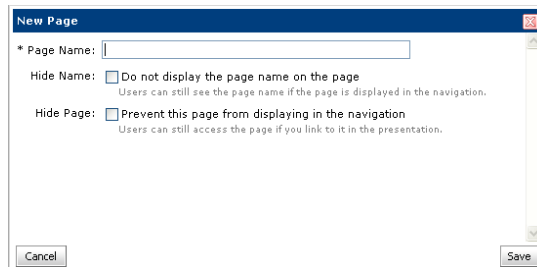 New Page
* Page Name:
Hide Name: Do not display the page name on the page
Users can still see the page name if the page is displayed in the navigation.
Hide Page: Prevent this page from displaying in the navigation
Users can still access the page if you link to it in the presentation.
Cancel Save